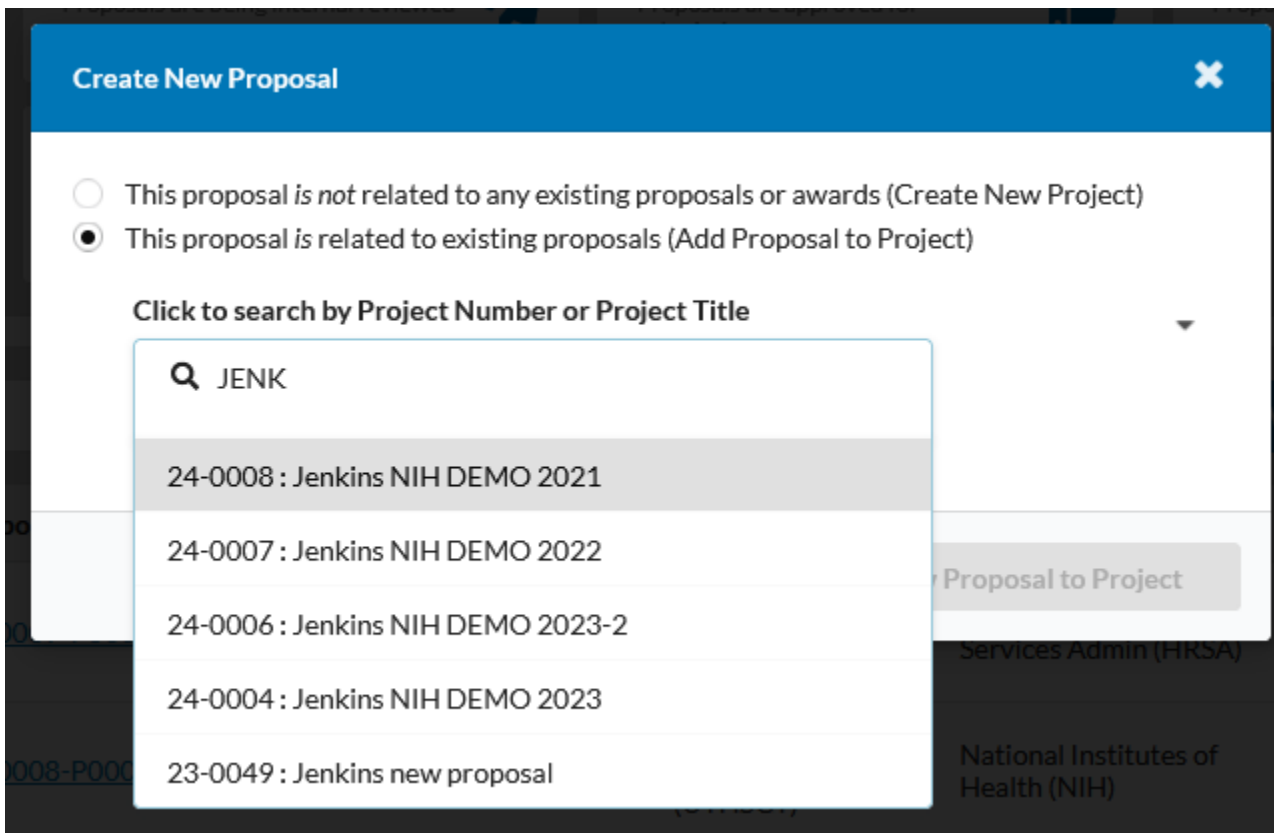 Create New Proposal
This proposal is not related to any existing proposals or awards (Create New Project)
This proposal is related to existing proposals (Add Proposal to Project)
Click to search by Project Number or Project Title
JENK
24-0008 : Jenkins NIH DEMO 2021
24-0007 : Jenkins NIH DEMO 2022
Proposal to Project
24-0006 : Jenkins NIH DEMO 2023-2
Services Admin (HRSA)
24-0004 : Jenkins NIH DEMO 2023
23-0049 : Jenkins new proposal
National Institutes of
Health (NIH)